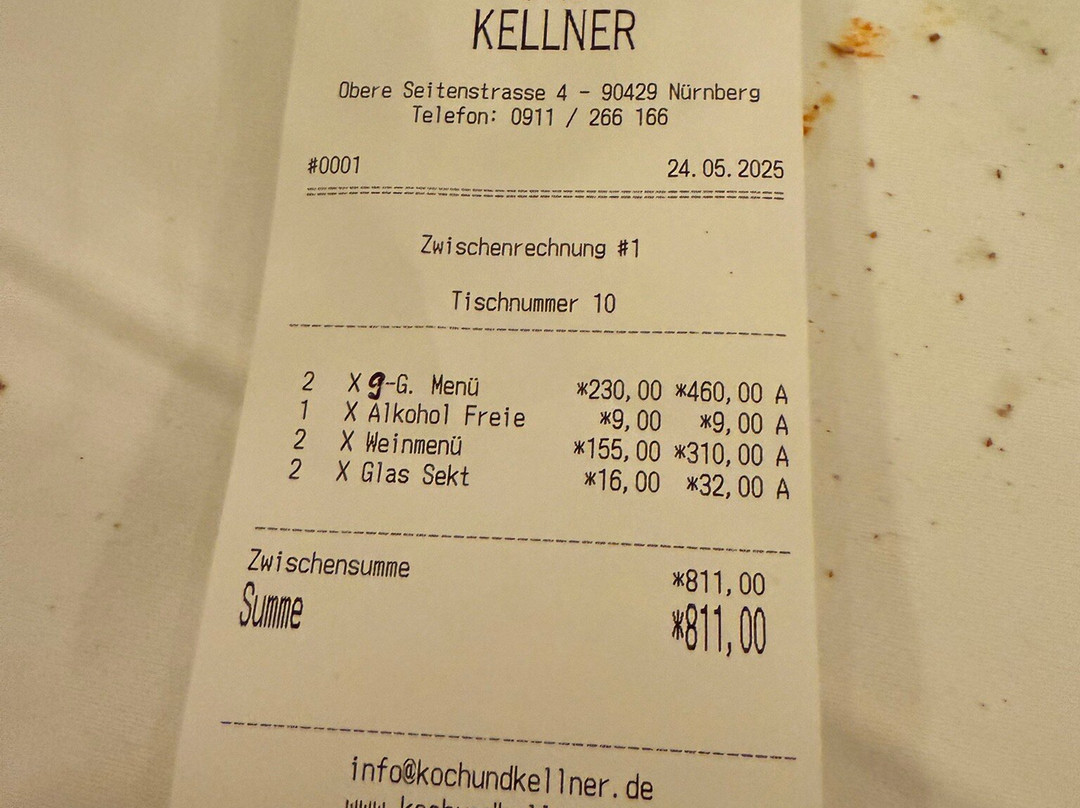 KELLNER
Obere Seitenstrasse 4 - 90429 Nürnberg
Telefon: 0911 / 266 166
#0001 24.05.2025
Zwischenrechnung #1
Tischnummer 10
2 X 9-G. Menü *230,00 *460,00 A
1 X Alkohol Freie *9,00 *9,00 A
2 X Weinmenü *155,00 *310,00 A
2 X Glas Sekt *16,00 *32,00 A
Zwischensumme *811,00
Summe *811,00
info@kochundkellner.de